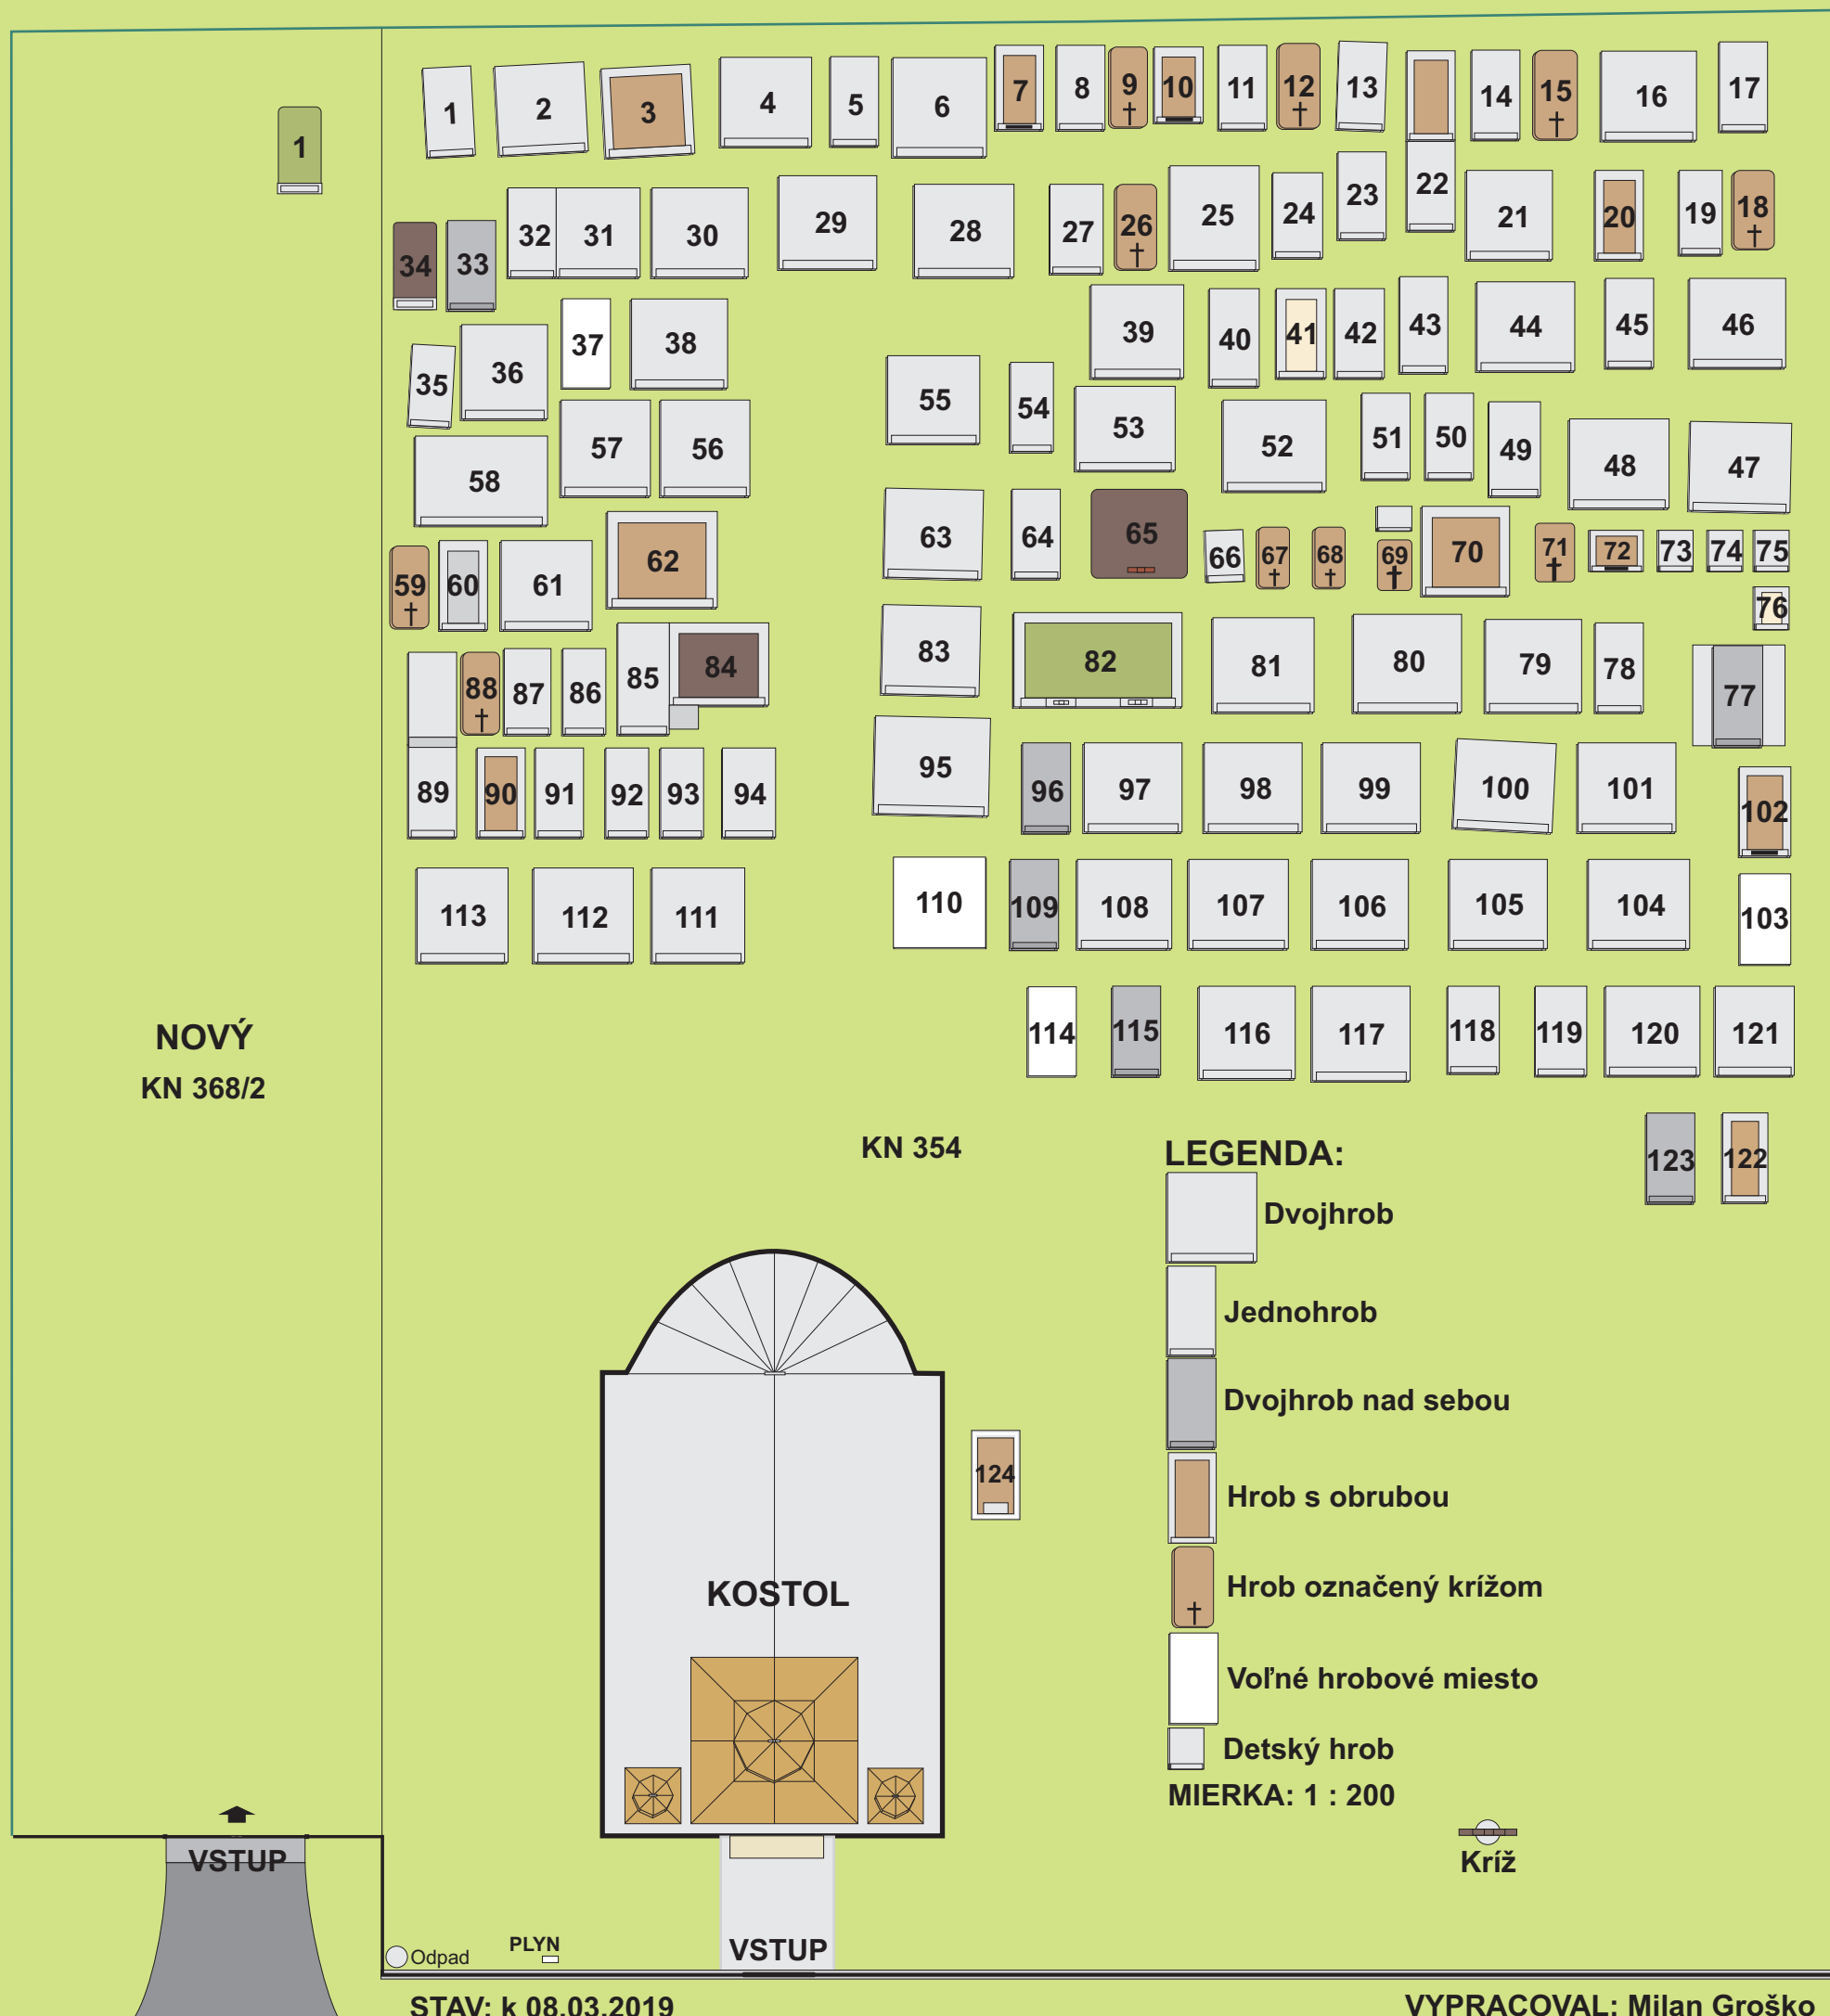 1 2 3 4 5 6 7 8 9 10 11 12 13 14 15 16 17
1
34 33 32 31 30 29 28 27 26 25 24 23 22 21 20 19 18
35 36 37 38 39 40 41 42 43 44 45 46
58 57 56 55 54 53 52 51 50 49 48 47
59 60 61 62 63 64 65 66 67 68 69 70 71 72 73 74 75
76
89 88 87 86 85 84 83 82 81 80 79 78 77
90 91 92 93 94 95 96 97 98 99 100 101 102
113 112 111 110 109 108 107 106 105 104 103
114 115 116 117 118 119 120 121
123 122
NOVÝ
KN 368/2
KN 354
LEGENDA:
Dvojhrob
Jednohrob
Dvojhrob nad sebou
Hrob s obrubou
Hrob označený krížom
Voľné hrobové miesto
Detský hrob
MIERKA: 1 : 200
124
KOSTOL
Kríž
VSTUP
VSTUP
PLYN
Odpad
STAV: k 08.03.2019
VYPRACOVAL: Milan Groško